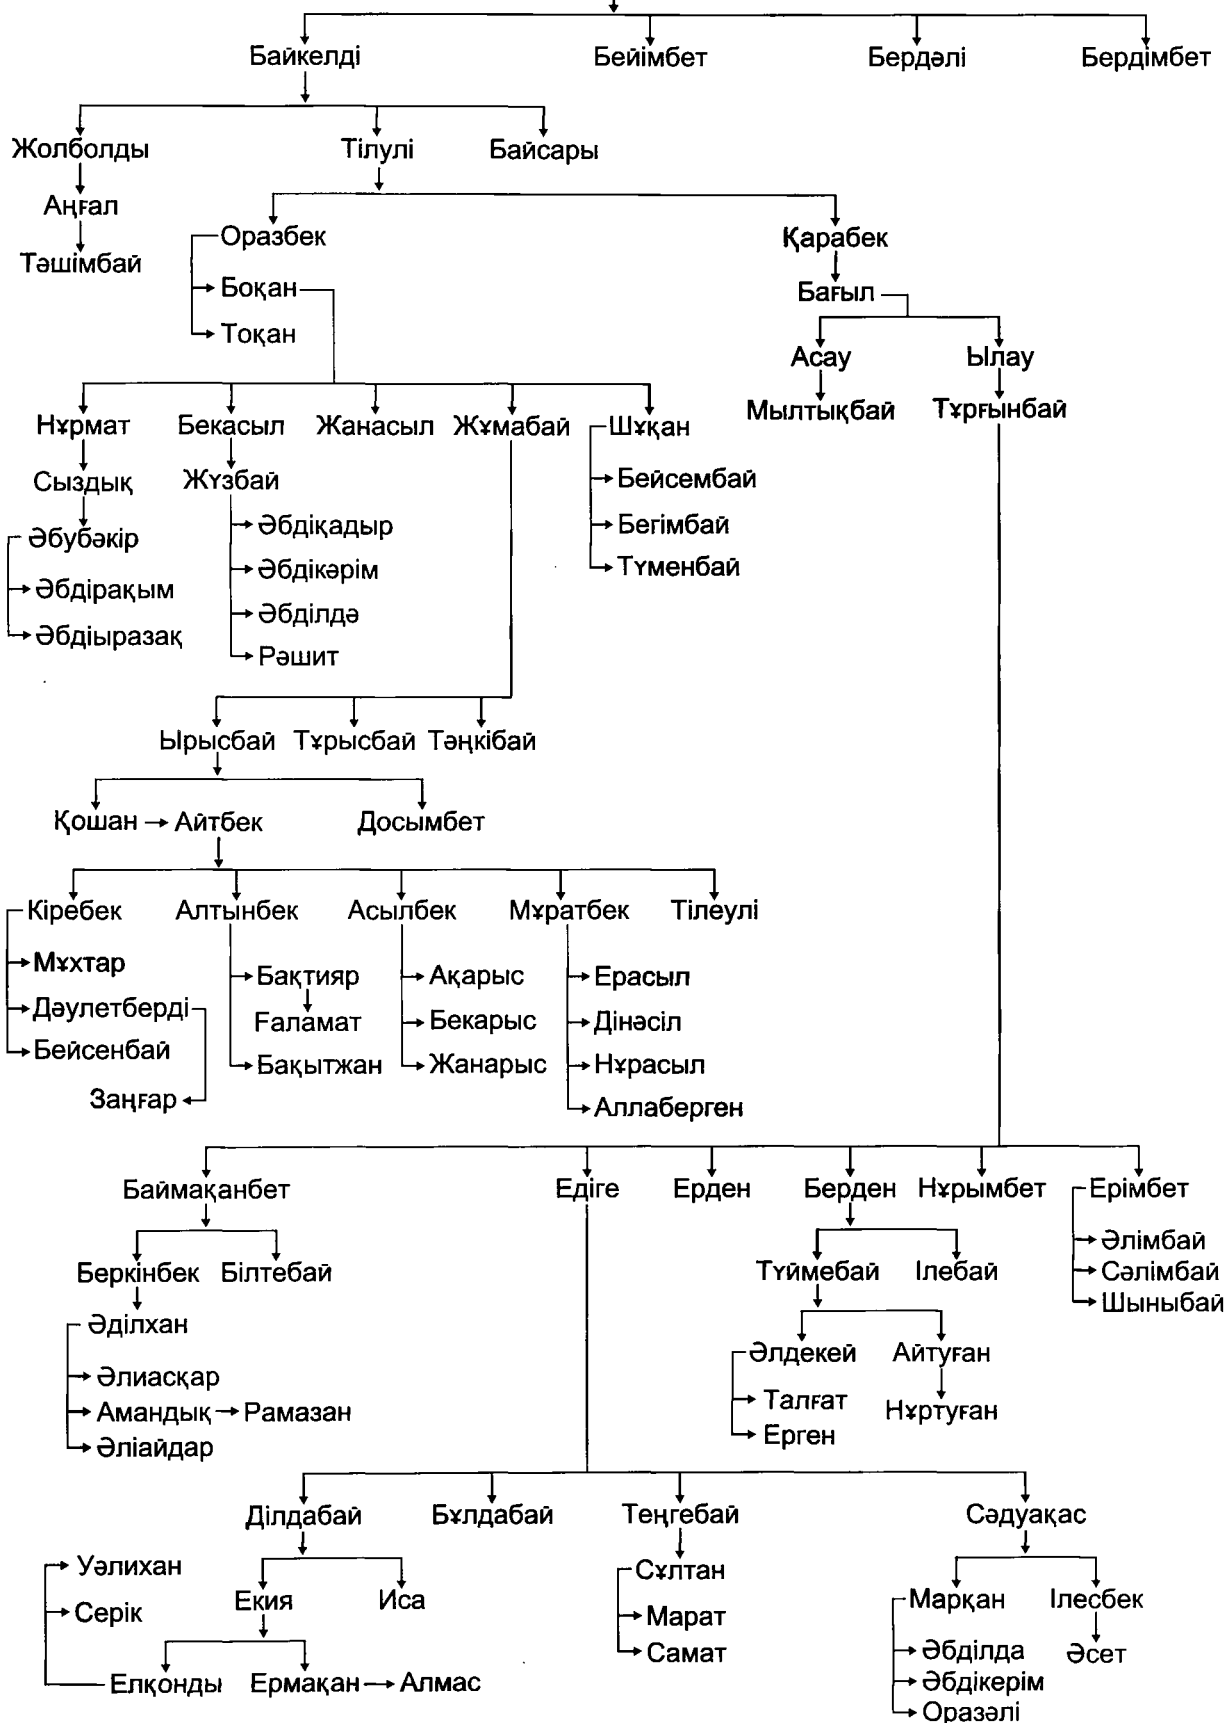 Байкелді Бейімбет Бердәлі Бердімбет
Жолболды Тілулі Байсары
Аңғал
Тәшімбай
Оразбек Қарабек
Боқан Бағыл
Тоқан
Асау Ылау
Мылтықбай Тұрғынбай
Нұрмат Бекасыл Жанасыл Жұмабай Шұқан
Сыздық Жүзбай Бейсембай
Әбубәкір Әбдіқадыр Бегімбай
Әбдірақым Әбдікәрім Түменбай
Әбдіыразақ Әбділдә
Рәшит
Ырысбай Тұрысбай Тәңкібай
Қошан Айтбек Досымбет
Кіребек Алтынбек Асылбек Мұратбек Тілеулі
Мұхтар Бақтияр Ақарыс Ерасыл
Дәулетберді Ғаламат Бекарыс Дінәсіл
Бейсенбай Бақытжан Жанарыс Нұрасыл
Заңғар Аллаберген
Баймақанбет Едіге Ерден Берден Нұрымбет Ерімбет
Беркінбек Білтебай Түймебай Ілебай Әлімбай
Сәлімбай
Шыныбай
Әділхан Әлдекей Айтуған
Әлиасқар Талғат Нұртуған
Амандық Рамазан Ерген
Әліайдар
Ділдабай Бұлдабай Теңгебай Сәдуақас
Уәлихан Екия Иса Сұлтан Марқан Ілесбек
Серік Марат Әбділда Әсет
Елқонды Ермақан Алмас Самат Әбдікерім
Оразәлі